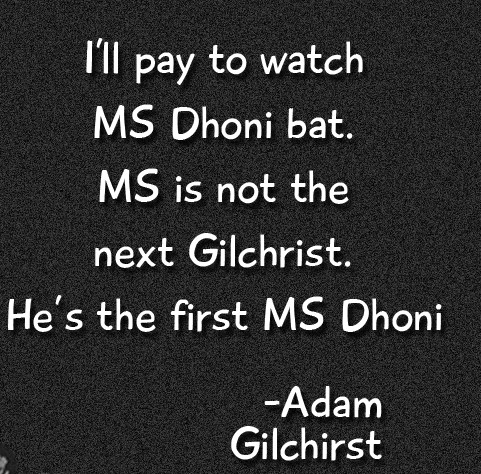 I'll pay to watch
MS Dhoni bat.
MS is not the
next Gilchrist.
He's the first MS Dhoni
-Adam
Gilchirst